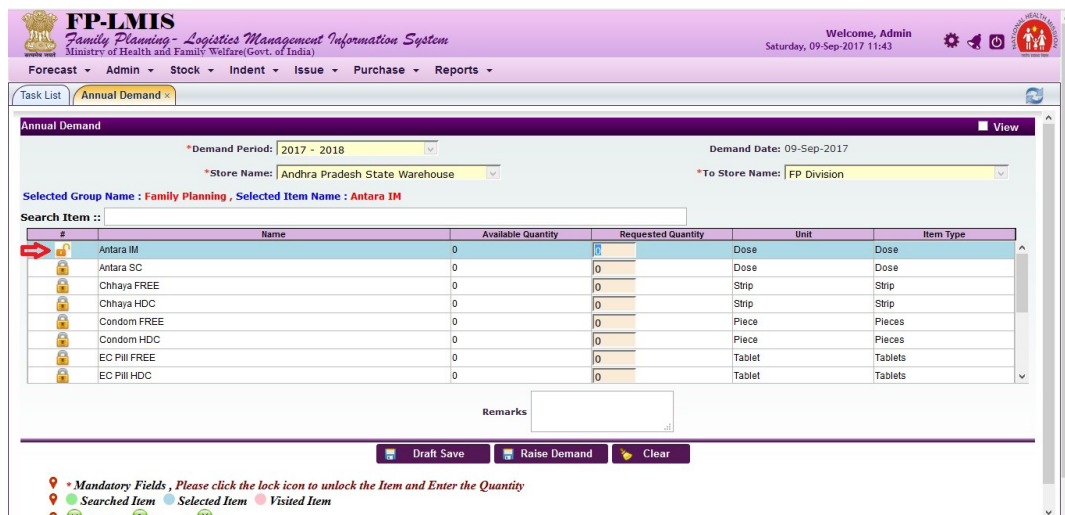 FP-LMIS
Family Planning - Logistics Management Information System
Ministry of Health and Family Welfare(Govt. of India)
Welcome, Admin
Saturday, 09-Sep-2017 11:43
NATIONAL HEALTH MISSION
Forecast Admin Stock Indent Issue Purchase Reports
Task List Annual Demand ×
Annual Demand View
*Demand Period: 2017 - 2018 Demand Date: 09-Sep-2017
*Store Name: Andhra Pradesh State Warehouse *To Store Name: FP Division
Selected Group Name : Family Planning , Selected Item Name : Antara IM
Search Item ::
# Name Available Quantity Requested Quantity Unit Item Type
Antara IM 0 0 Dose Dose
Antara SC 0 0 Dose Dose
Chhaya FREE 0 0 Strip Strip
Chhaya HDC 0 0 Strip Strip
Condom FREE 0 0 Piece Pieces
Condom HDC 0 0 Piece Pieces
EC Pill FREE 0 0 Tablet Tablets
EC Pill HDC 0 0 Tablet Tablets
Remarks
Draft Save Raise Demand Clear
* Mandatory Fields , Please click the lock icon to unlock the Item and Enter the Quantity
Searched Item Selected Item Visited Item